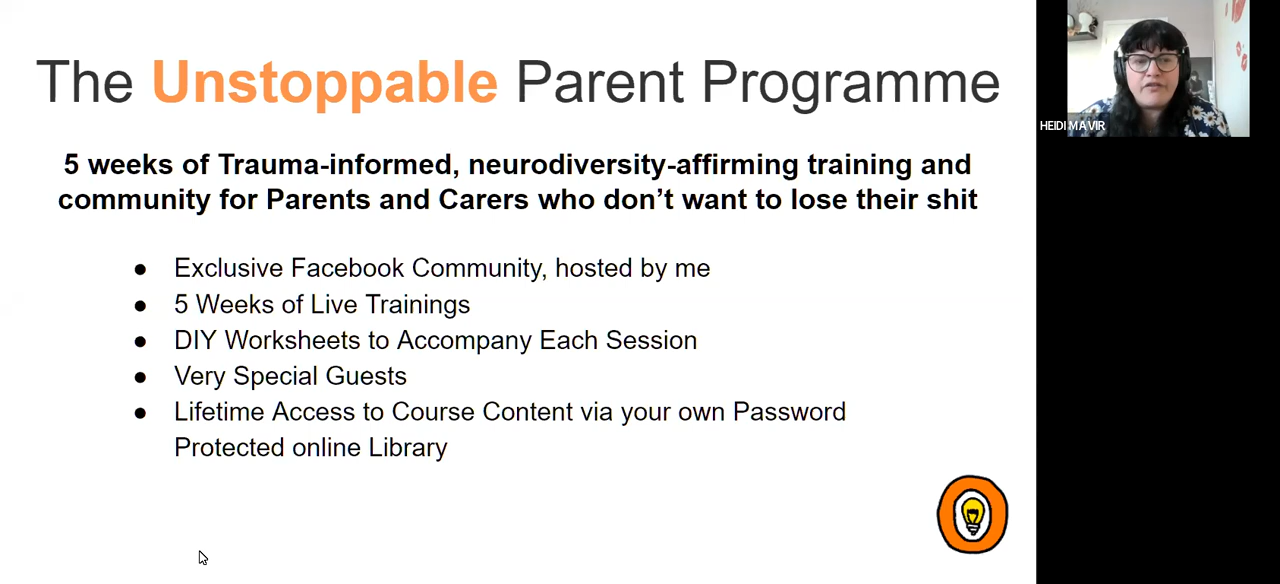 The Unstoppable Parent Programme
5 weeks of Trauma-informed, neurodiversity-affirming training and
community for Parents and Carers who don’t want to lose their shit
● Exclusive Facebook Community, hosted by me
● 5 Weeks of Live Trainings
● DIY Worksheets to Accompany Each Session
● Very Special Guests
● Lifetime Access to Course Content via your own Password
Protected online Library
HEIDI MAVIR